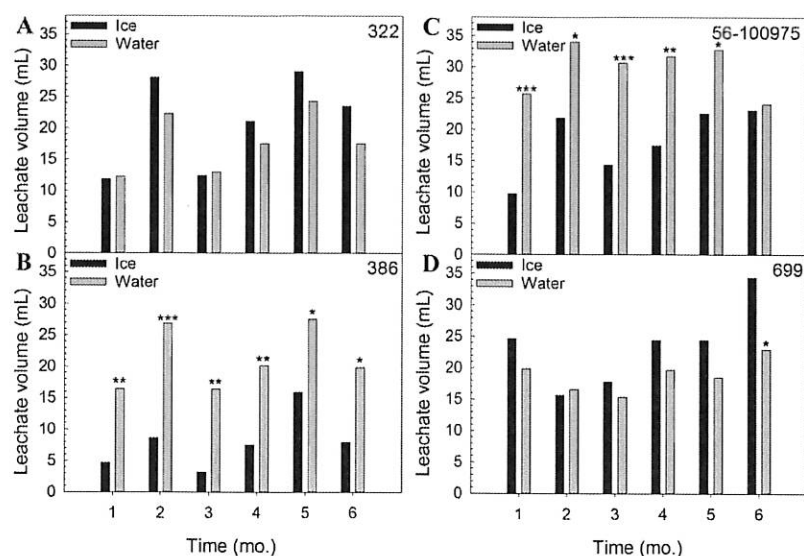 A
Ice
Water
322
Leachate volume (mL)
35
30
25
20
15
10
5
0
B
Ice
Water
386
Leachate volume (mL)
35
30
25
20
15
10
5
0
**
***
**
**
*
*
1 2 3 4 5 6
Time (mo.)
C
Ice
Water
56-100975
Leachate volume (mL)
35
30
25
20
15
10
5
0
***
*
***
**
*
D
Ice
Water
699
Leachate volume (mL)
35
30
25
20
15
10
5
0
*
1 2 3 4 5 6
Time (mo.)